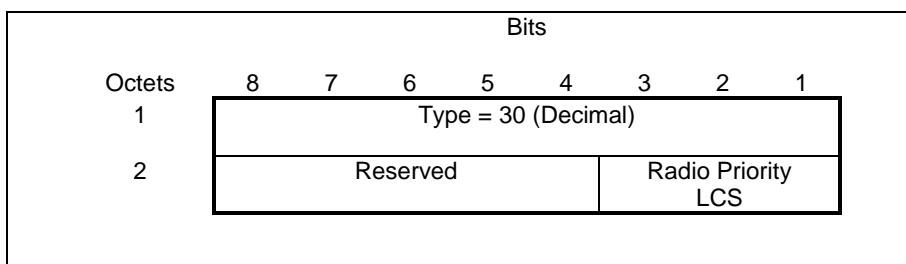 Bits
Octets 8 7 6 5 4 3 2 1
1 Type = 30 (Decimal)
2 Reserved Radio Priority
LCS